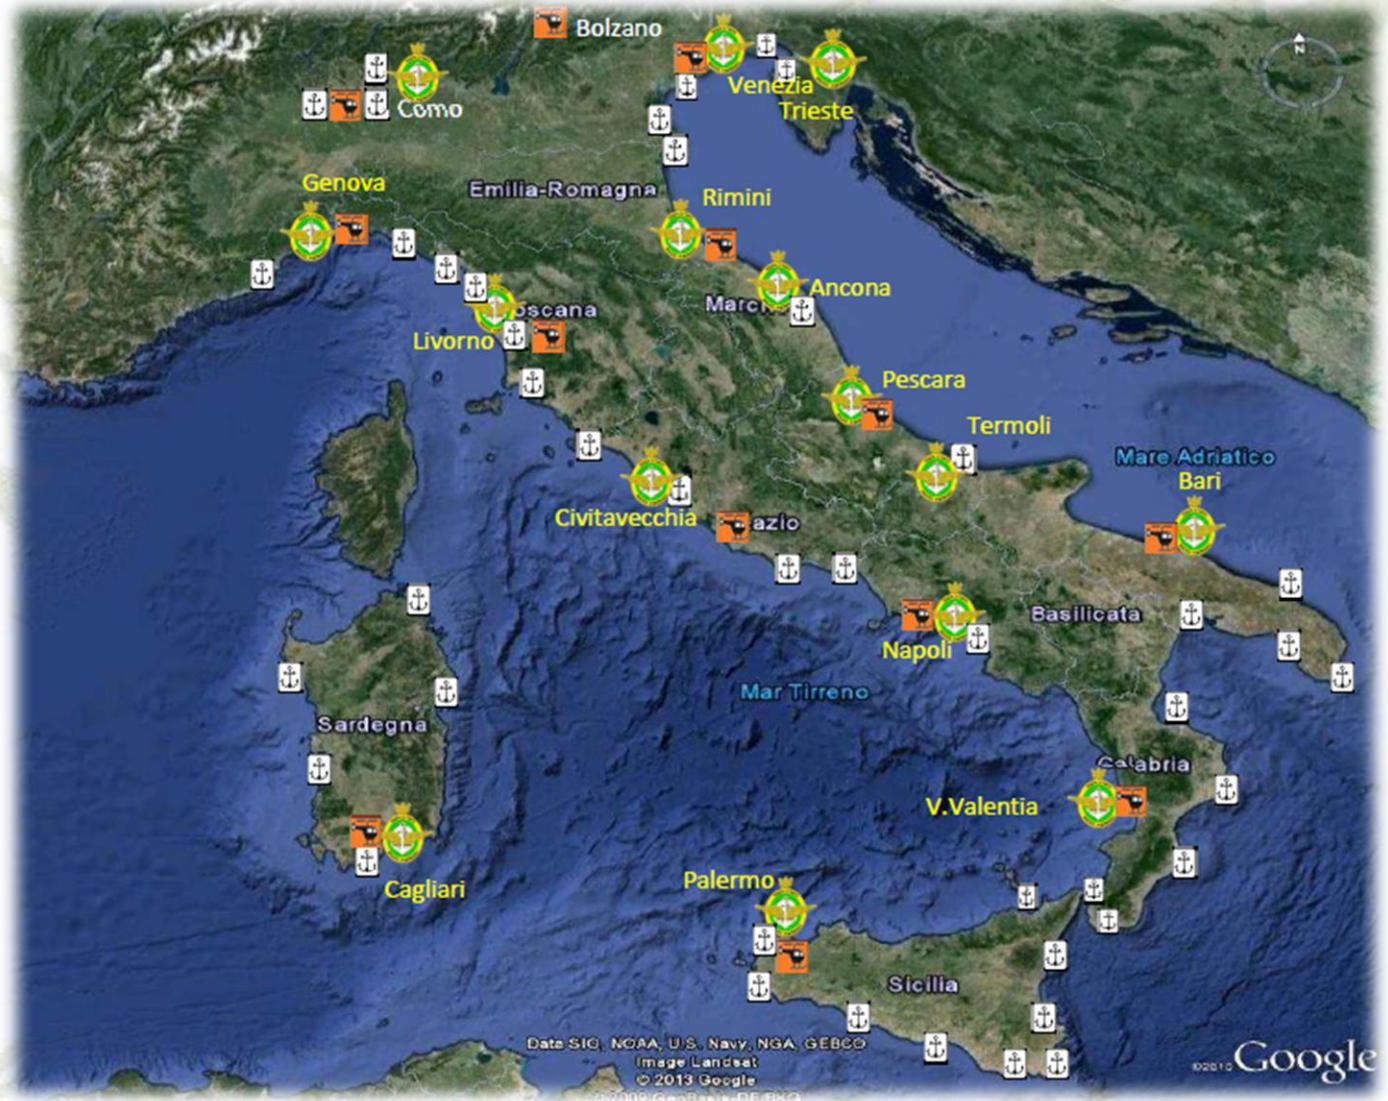 Bolzano
N
Venezia
Trieste
Como
Genova
Emilia-Romagna
Rimini
Ancona
oscana
Livorno
Pescara
Termoli
Mare Adriatico
Bari
Civitavecchia
azio
Basilicata
Napoli
Mar Tirreno
Sardegna
V.Valentia
Palermo
Cagliari
Sicilia
Data SIO, NOAA, U.S. Navy, NGA, GEBCO
Image Landsat
© 2013 Google
Google